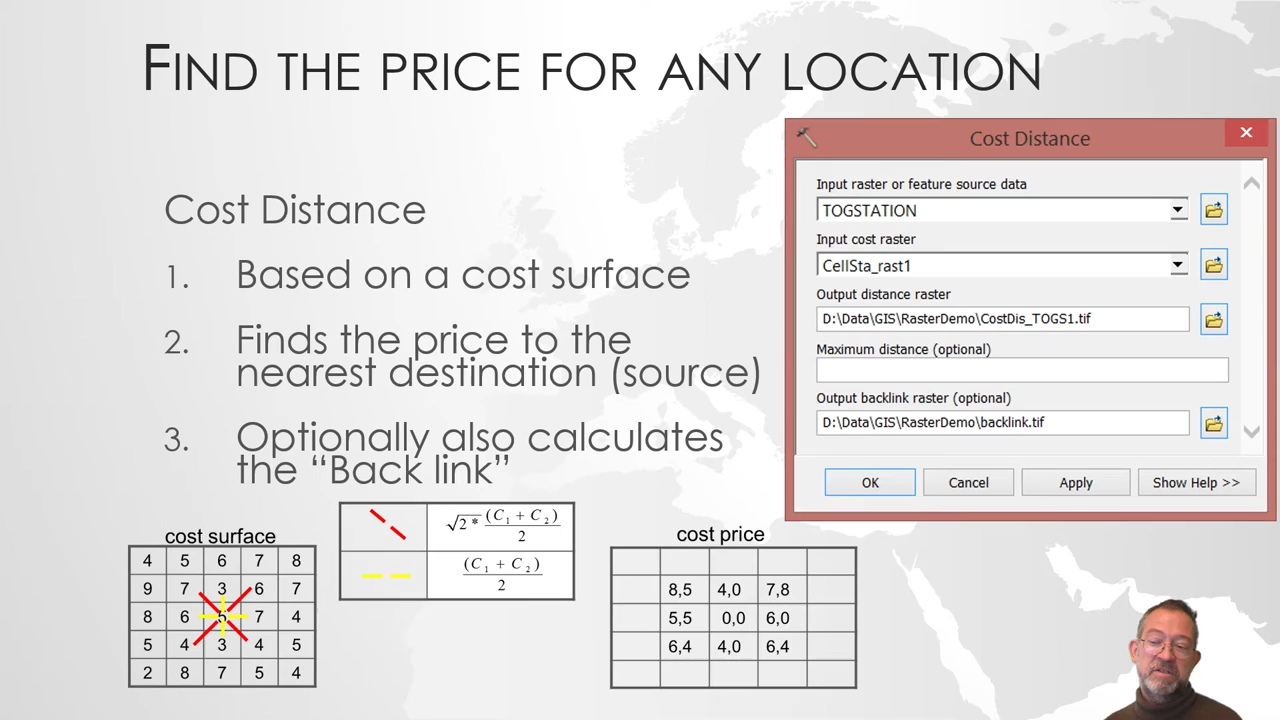 FIND THE PRICE FOR ANY LOCATION
Cost Distance
1. Based on a cost surface
2. Finds the price to the
nearest destination (source)
3. Optionally also calculates
the “Back link”
Cost Distance
Input raster or feature source data
TOGSTATION
Input cost raster
CellSta_rast1
Output distance raster
D:\Data\GIS\RasterDemo\CostDis_TOGS1.tif
Maximum distance (optional)
Output backlink raster (optional)
D:\Data\GIS\RasterDemo\backlink.tif
OK Cancel Apply Show Help >>
cost surface
4 5 6 7 8
9 7 3 6 7
8 6 5 7 4
5 4 3 4 5
2 8 7 5 4
√2 * (C₁ + C₂)
2
(C₁ + C₂)
2
cost price
8,5 4,0 7,8
5,5 0,0 6,0
6,4 4,0 6,4